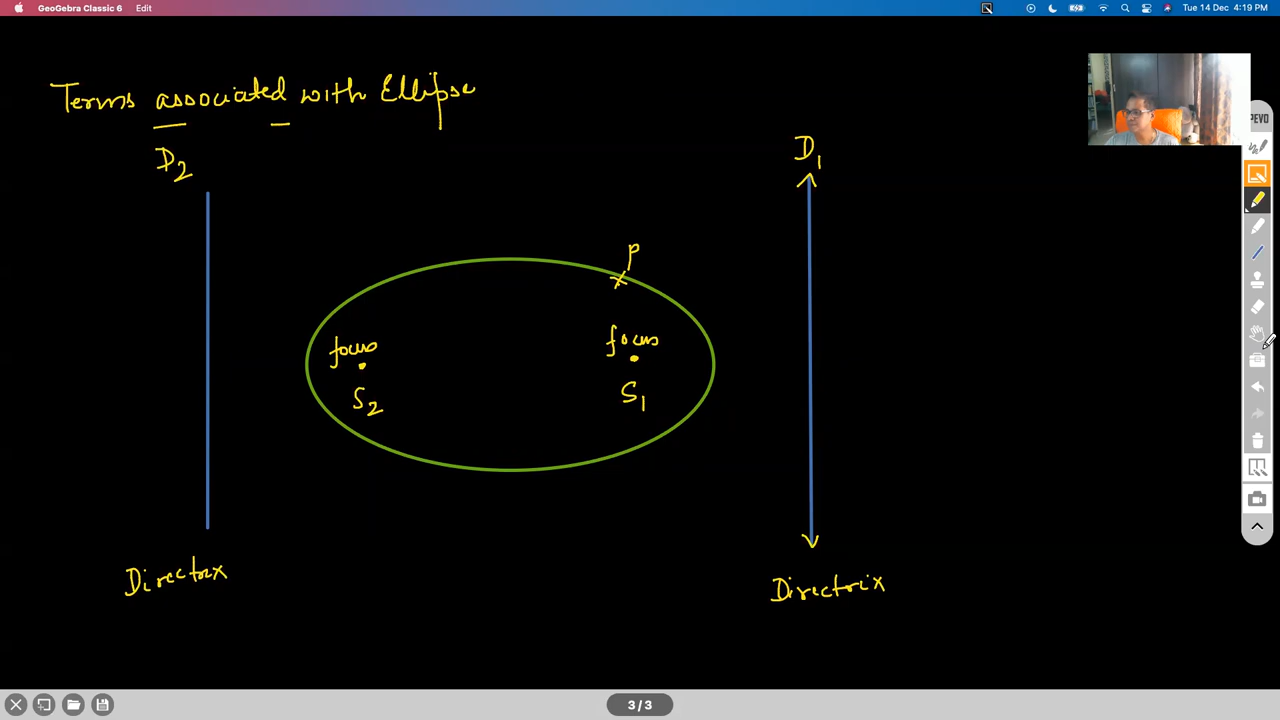 GeoGebra Classic 6 Edit Tue 14 Dec 4:19 PM
Terms associated with Ellipse
PEVO
D2
D1
P
focus
focus
S2
S1
Directrix
Directrix
3/3